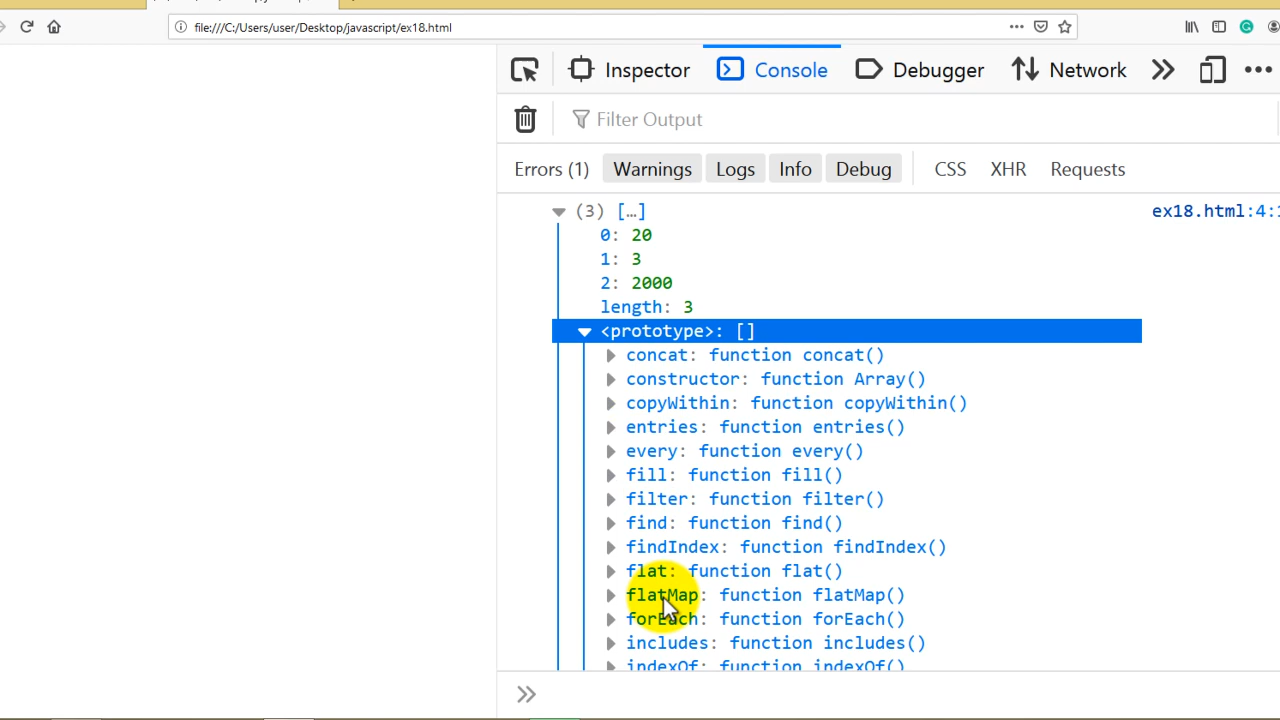 file:///C:/Users/user/Desktop/javascript/ex18.html
Inspector Console Debugger Network
Filter Output
Errors (1) Warnings Logs Info Debug CSS XHR Requests
(3) […] ex18.html:4:1
0: 20
1: 3
2: 2000
length: 3
<prototype>: []
concat: function concat()
constructor: function Array()
copyWithin: function copyWithin()
entries: function entries()
every: function every()
fill: function fill()
filter: function filter()
find: function find()
findIndex: function findIndex()
flat: function flat()
flatMap: function flatMap()
forEach: function forEach()
includes: function includes()
indexOf: function indexOf()